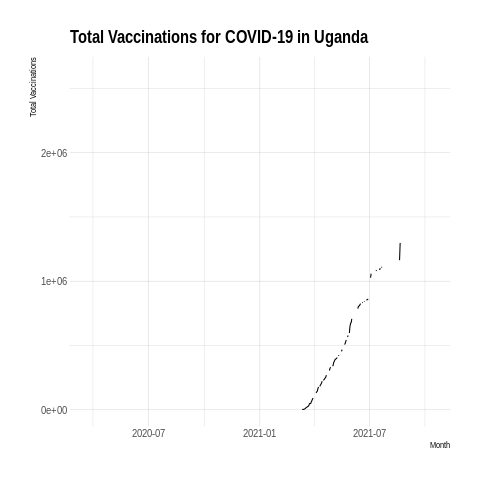 Total Vaccinations for COVID-19 in Uganda
Total Vaccinations
2e+06
1e+06
0e+00
2020-07
2021-01
2021-07
Month